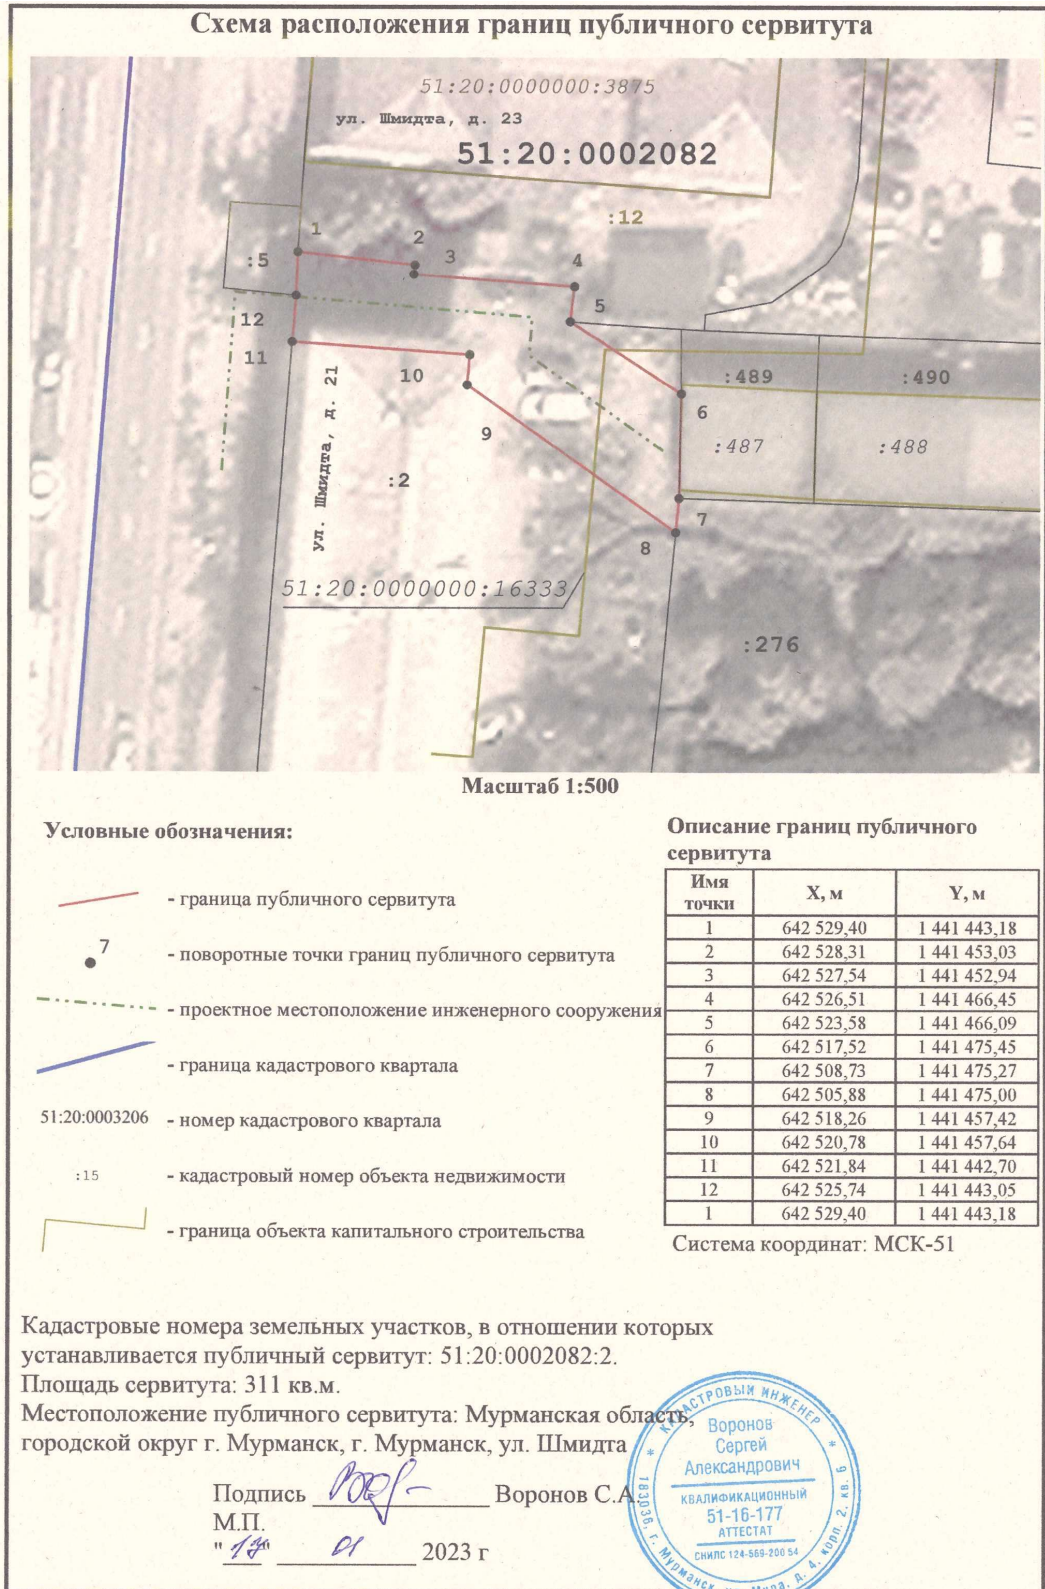 Схема расположения границ публичного сервитута
51:20:0000000:3875
ул. Шмидта, д. 23
51:20:0002082
:12
1
2
3
4
:5
5
12
11
10
:489
:490
6
9
:487
:488
ул. Шмидта, д. 21
:2
7
8
51:20:0000000:16333
:276
Масштаб 1:500
Условные обозначения:
- граница публичного сервитута
7
- поворотные точки границ публичного сервитута
- проектное местоположение инженерного сооружения
- граница кадастрового квартала
51:20:0003206 - номер кадастрового квартала
:15 - кадастровый номер объекта недвижимости
- граница объекта капитального строительства
Описание границ публичного
сервитута
Имя точки X, м Y, м
1 642 529,40 1 441 443,18
2 642 528,31 1 441 453,03
3 642 527,54 1 441 452,94
4 642 526,51 1 441 466,45
5 642 523,58 1 441 466,09
6 642 517,52 1 441 475,45
7 642 508,73 1 441 475,27
8 642 505,88 1 441 475,00
9 642 518,26 1 441 457,42
10 642 520,78 1 441 457,64
11 642 521,84 1 441 442,70
12 642 525,74 1 441 443,05
1 642 529,40 1 441 443,18
Система координат: МСК-51
Кадастровые номера земельных участков, в отношении которых
устанавливается публичный сервитут: 51:20:0002082:2.
Площадь сервитута: 311 кв.м.
Местоположение публичного сервитута: Мурманская область,
городской округ г. Мурманск, г. Мурманск, ул. Шмидта
Подпись Воронов С.А.
М.П.
"17" 01 2023 г
* КАДАСТРОВЫЙ ИНЖЕНЕР *
Воронов
Сергей
Александрович
КВАЛИФИКАЦИОННЫЙ
51-16-177
АТТЕСТАТ
СНИЛС 124-569-200 54
183036, г. Мурманск, Мира, д. 4, корп. 2, кв. 9